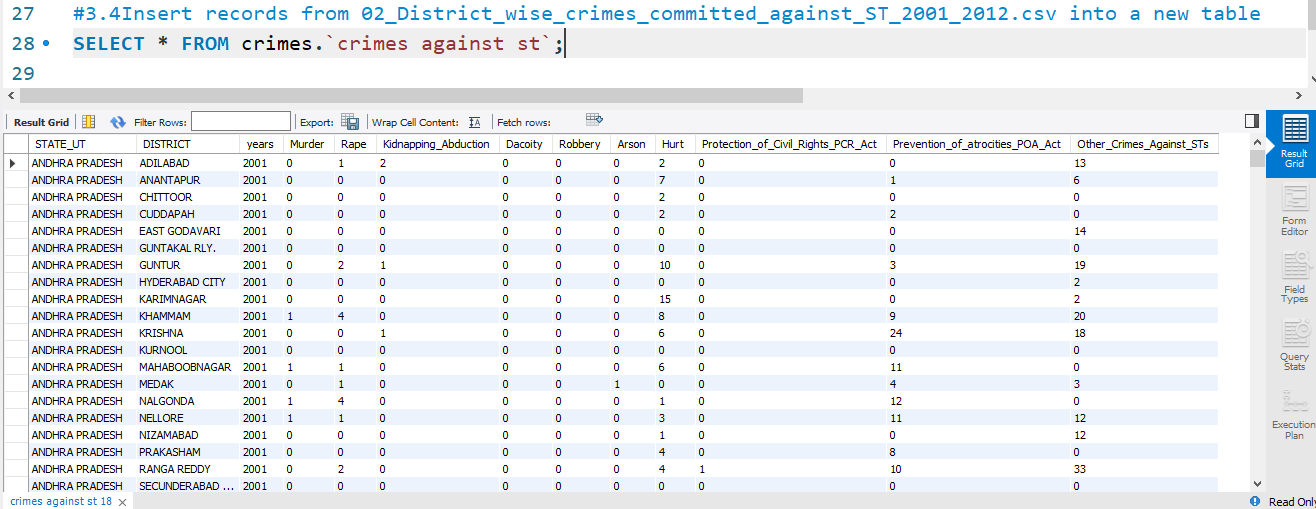 27 #3.4Insert records from 02_District_wise_crimes_committed_against_ST_2001_2012.csv into a new table
28 SELECT * FROM crimes.`crimes against st`;
29
Result Grid Filter Rows: Export: Wrap Cell Content: Fetch rows:
STATE_UT DISTRICT years Murder Rape Kidnapping_Abduction Dacoity Robbery Arson Hurt Protection_of_Civil_Rights_PCR_Act Prevention_of_atrocities_POA_Act Other_Crimes_Against_STs
ANDHRA PRADESH ADILABAD 2001 0 1 2 0 0 0 2 0 0 13
ANDHRA PRADESH ANANTAPUR 2001 0 0 0 0 0 0 7 0 1 6
ANDHRA PRADESH CHITTOOR 2001 0 0 0 0 0 0 2 0 0 0
ANDHRA PRADESH CUDDAPAH 2001 0 0 0 0 0 0 2 0 2 0
ANDHRA PRADESH EAST GODAVARI 2001 0 0 0 0 0 0 0 0 0 14
ANDHRA PRADESH GUNTAKAL RLY. 2001 0 0 0 0 0 0 0 0 0 0
ANDHRA PRADESH GUNTUR 2001 0 2 1 0 0 0 10 0 3 19
ANDHRA PRADESH HYDERABAD CITY 2001 0 0 0 0 0 0 0 0 0 2
ANDHRA PRADESH KARIMNAGAR 2001 0 0 0 0 0 0 15 0 0 2
ANDHRA PRADESH KHAMMAM 2001 1 4 0 0 0 0 8 0 9 20
ANDHRA PRADESH KRISHNA 2001 0 0 1 0 0 0 6 0 24 18
ANDHRA PRADESH KURNOOL 2001 0 0 0 0 0 0 0 0 0 0
ANDHRA PRADESH MAHABOOBNAGAR 2001 1 1 0 0 0 0 6 0 11 0
ANDHRA PRADESH MEDAK 2001 0 1 0 0 0 1 0 0 4 3
ANDHRA PRADESH NALGONDA 2001 1 4 0 0 0 0 1 0 12 0
ANDHRA PRADESH NELLORE 2001 1 1 0 0 0 0 3 0 11 12
ANDHRA PRADESH NIZAMABAD 2001 0 0 0 0 0 0 1 0 0 12
ANDHRA PRADESH PRAKASHAM 2001 0 0 0 0 0 0 4 0 8 0
ANDHRA PRADESH RANGA REDDY 2001 0 2 0 0 0 0 4 1 10 33
ANDHRA PRADESH SECUNDERABAD ... 2001 0 0 0 0 0 0 0 0 0 0
Result
Grid
Form
Editor
Field
Types
Query
Stats
Execution
Plan
crimes against st 18
Read Only